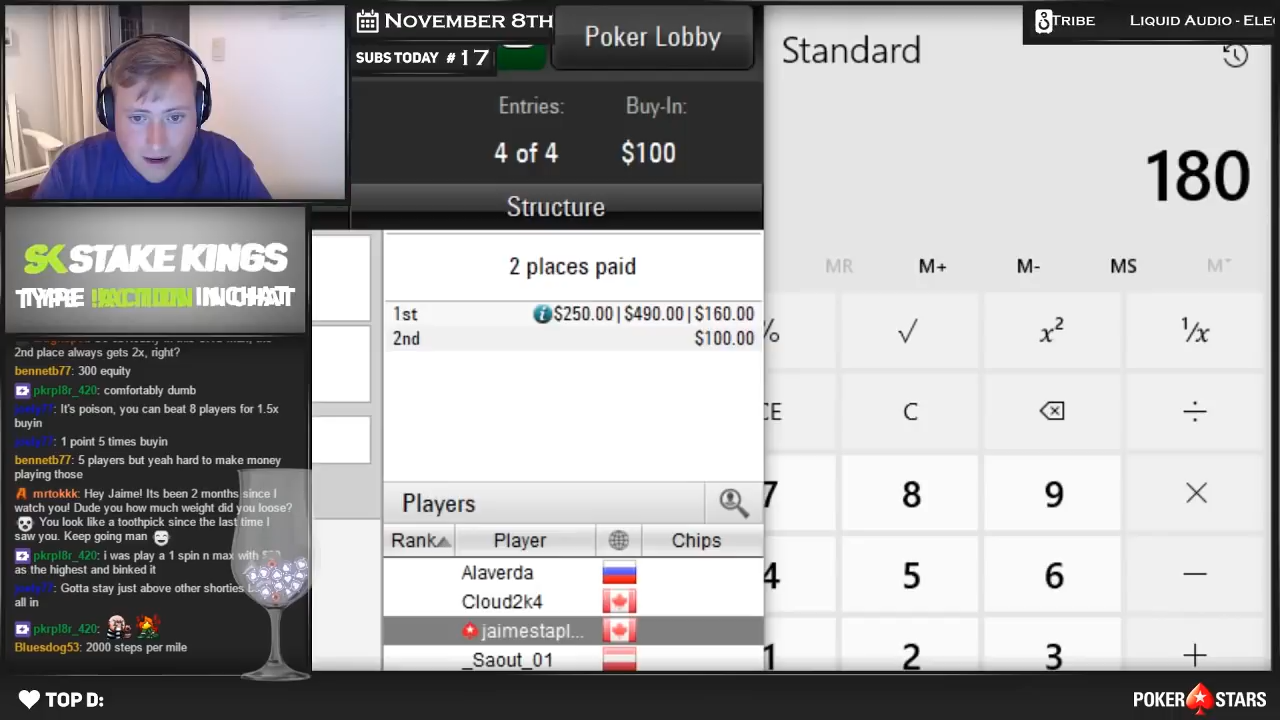 NOVEMBER 8TH
SUBS TODAY # 17
Poker Lobby
Entries:
Buy-In:
4 of 4
$100
Structure
2 places paid
1st
$250.00 | $490.00 | $160.00
2nd
$100.00
Players
Rank
Player
Chips
Alaverda
Cloud2k4
jaimestapl...
_Saout_01
TRIBE
LIQUID AUDIO - ELE
Standard
180
MR
M+
M-
MS
M
%
√
x²
¹/x
CE
C
÷
7
8
9
×
4
5
6
−
1
2
3
+
SK STAKE KINGS
TYPE IN CHAT
2nd place always gets 2x, right?
bennetb77: 300 equity
pkrpl8r_420: comfortably dumb
: It's poison, you can beat 8 players for 1.5x
buyin
: 1 point 5 times buyin
bennetb77: 5 players but yeah hard to make money
playing those
mrtokkk: Hey Jaime! Its been 2 months since I
watch you! Dude you how much weight did you loose?
You look like a toothpick since the last time I
saw you. Keep going man
pkrpl8r_420: i was play a 1 spin n max with
as the highest and binked it
: Gotta stay just above other shorties
all in
pkrpl8r_420:
Bluesdog53: 2000 steps per mile
TOP D:
POKER STARS